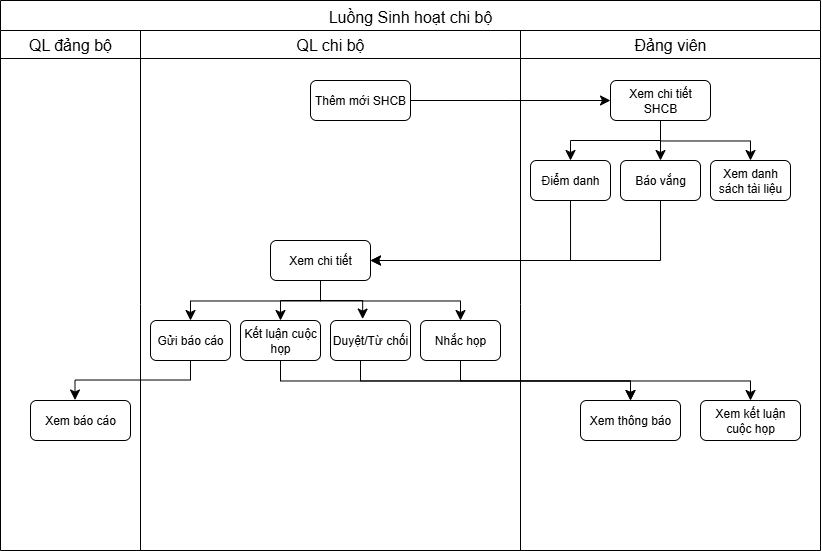 Luồng Sinh hoạt chi bộ
QL đảng bộ
QL chi bộ
Đảng viên
Thêm mới SHCB
Xem chi tiết
SHCB
Điểm danh
Báo vắng
Xem danh
sách tài liệu
Xem chi tiết
Gửi báo cáo
Kết luận cuộc
họp
Duyệt/Từ chối
Nhắc họp
Xem báo cáo
Xem thông báo
Xem kết luận
cuộc họp